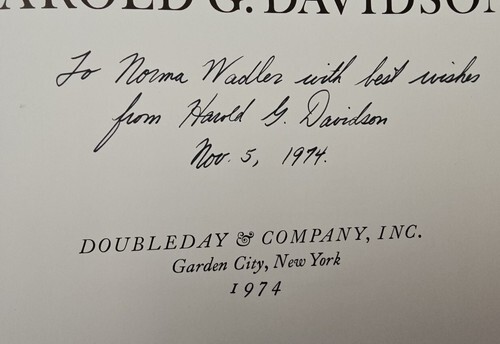 HAROLD G. DAVIDSON
To Norma Wadler with best wishes
from Harold G. Davidson
Nov. 5, 1974.
DOUBLEDAY & COMPANY, INC.
Garden City, New York
1974